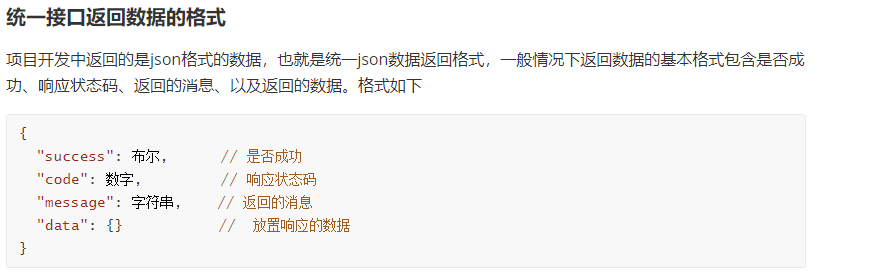 统一接口返回数据的格式
项目开发中返回的是json格式的数据，也就是统一json数据返回格式，一般情况下返回数据的基本格式包含是否成
功、响应状态码、返回的消息、以及返回的数据。格式如下
{
  "success": 布尔,      // 是否成功
  "code": 数字,         // 响应状态码
  "message": 字符串,    // 返回的消息
  "data": {}           //  放置响应的数据
}